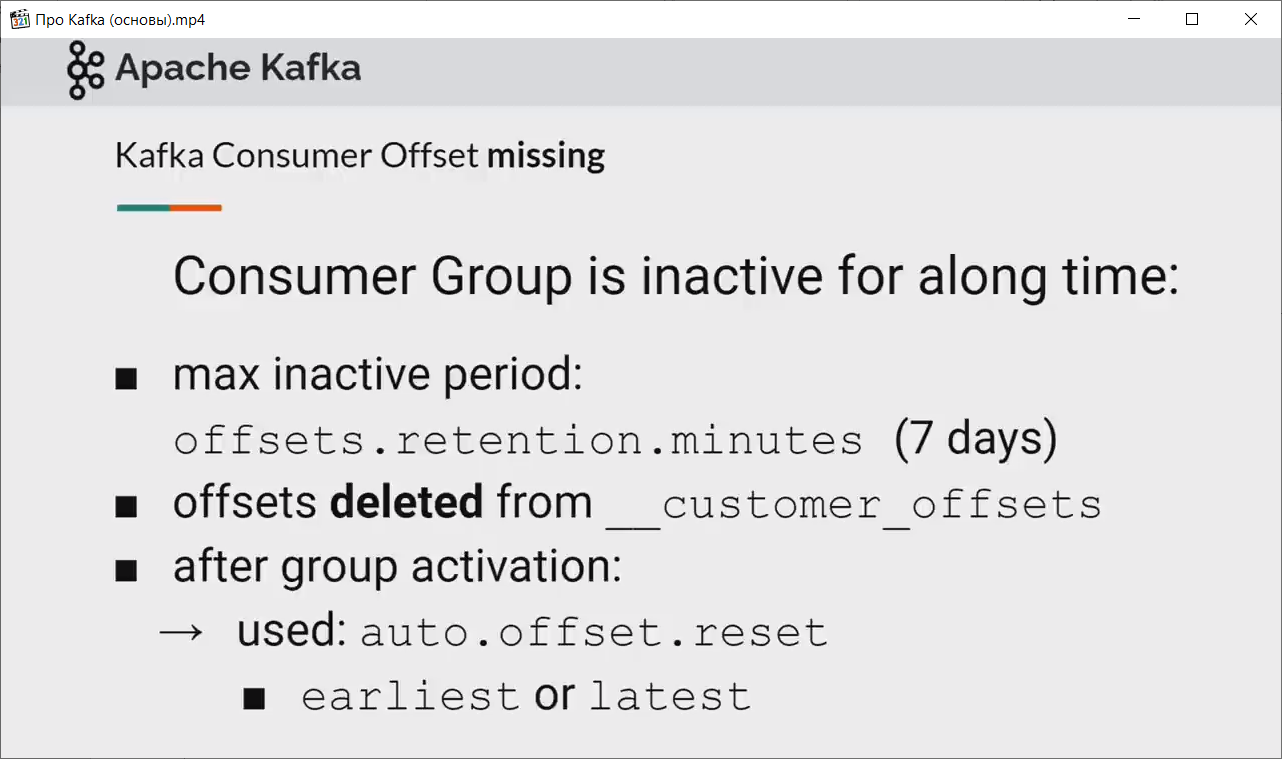 Про Kafka (основы).mp4
Apache Kafka
Kafka Consumer Offset missing
Consumer Group is inactive for along time:
■ max inactive period:
offsets.retention.minutes (7 days)
■ offsets deleted from __customer_offsets
■ after group activation:
→ used: auto.offset.reset
■ earliest or latest